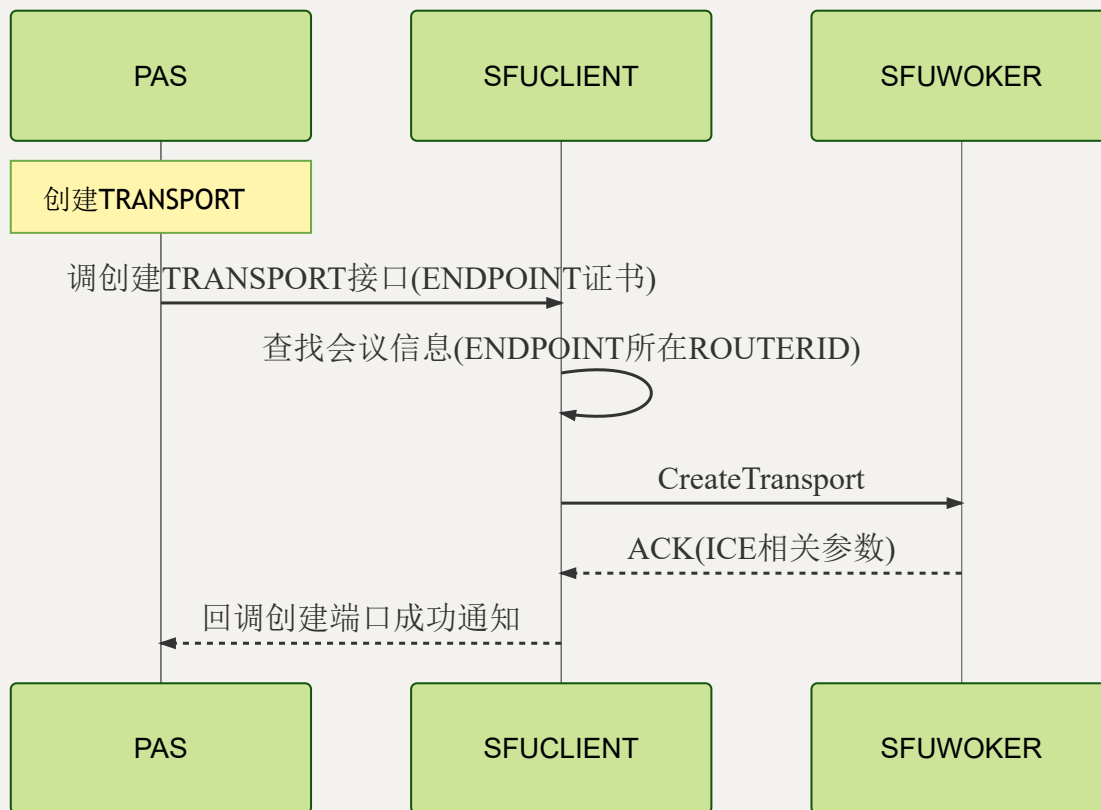 PAS
SFUCLIENT
SFUWOKER
创建TRANSPORT
调创建TRANSPORT接口(ENDPOINT证书)
查找会议信息(ENDPOINT所在ROUTERID)
CreateTransport
ACK(ICE相关参数)
回调创建端口成功通知
PAS
SFUCLIENT
SFUWOKER